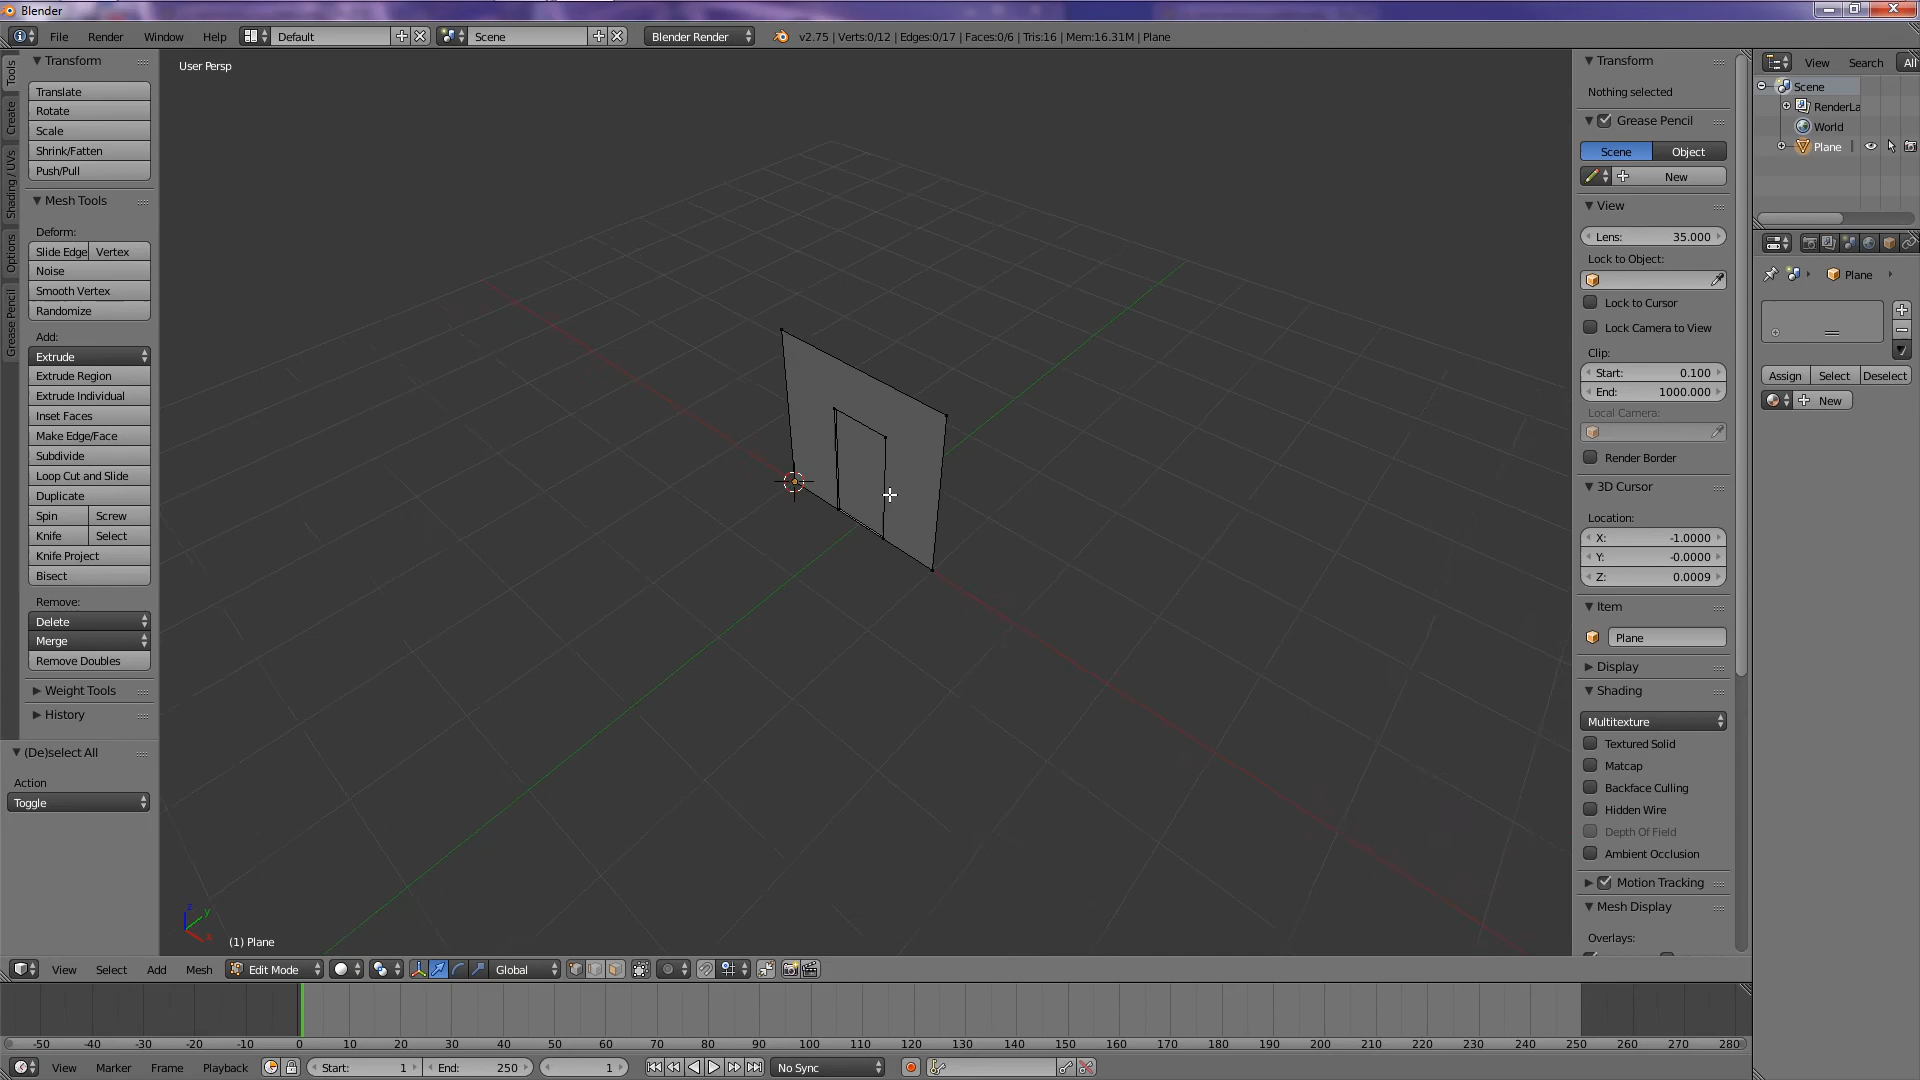 Blender
File Render Window Help Default Scene Blender Render v2.75 | Verts:0/12 | Edges:0/17 | Faces:0/6 | Tris:16 | Mem:16.31M | Plane
Tools
Create
Shading / UVs
Options
Grease Pencil
Transform
Translate
Rotate
Scale
Shrink/Fatten
Push/Pull
Mesh Tools
Deform:
Slide Edge Vertex
Noise
Smooth Vertex
Randomize
Add:
Extrude
Extrude Region
Extrude Individual
Inset Faces
Make Edge/Face
Subdivide
Loop Cut and Slide
Duplicate
Spin Screw
Knife Select
Knife Project
Bisect
Remove:
Delete
Merge
Remove Doubles
Weight Tools
History
(De)select All
Action
Toggle
User Persp
z
y
x
(1) Plane
Transform
Nothing selected
Grease Pencil
Scene Object
New
View
Lens: 35.000
Lock to Object:
Lock to Cursor
Lock Camera to View
Clip:
Start: 0.100
End: 1000.000
Local Camera:
Render Border
3D Cursor
Location:
X: -1.0000
Y: -0.0000
Z: 0.0009
Item
Plane
Display
Shading
Multitexture
Textured Solid
Matcap
Backface Culling
Hidden Wire
Depth Of Field
Ambient Occlusion
Motion Tracking
Mesh Display
Overlays:
View Search All
Scene
RenderLa
World
Plane
Plane
Assign Select Deselect
New
View Select Add Mesh Edit Mode Global
-50 -40 -30 -20 -10 0 10 20 30 40 50 60 70 80 90 100 110 120 130 140 150 160 170 180 190 200 210 220 230 240 250 260 270 280
View Marker Frame Playback Start: 1 End: 250 1 No Sync